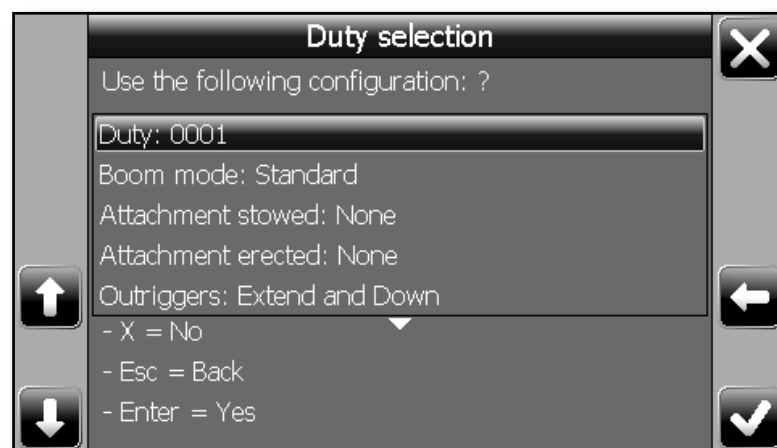 Duty selection
Use the following configuration: ?
Duty: 0001
Boom mode: Standard
Attachment stowed: None
Attachment erected: None
Outriggers: Extend and Down
- X = No
- Esc = Back
- Enter = Yes